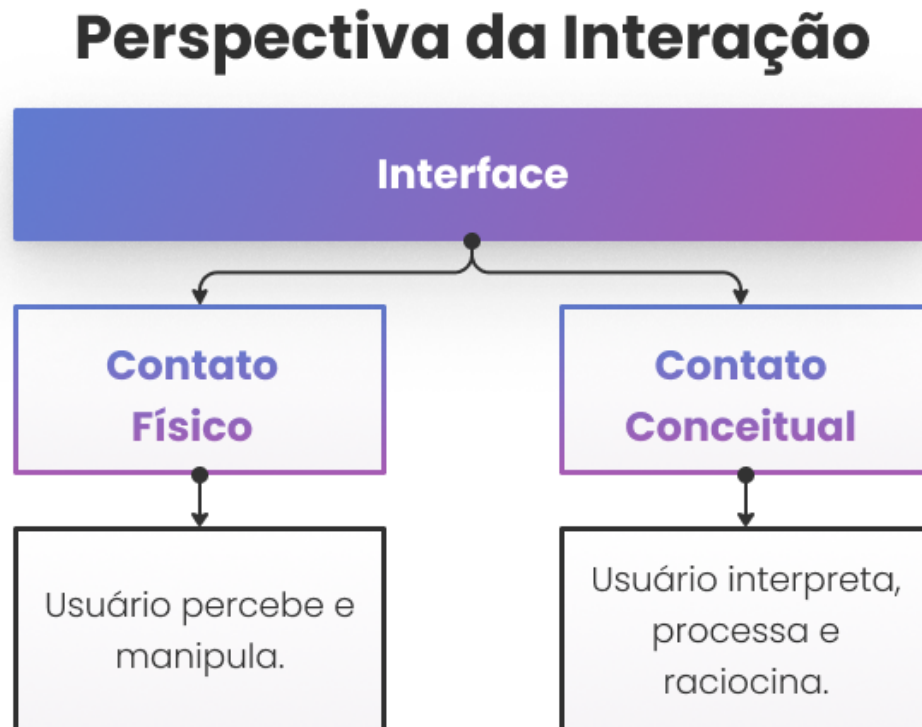 Perspectiva da Interação
Interface
Contato
Físico
Contato
Conceitual
Usuário percebe e
manipula.
Usuário interpreta,
processa e
raciocina.